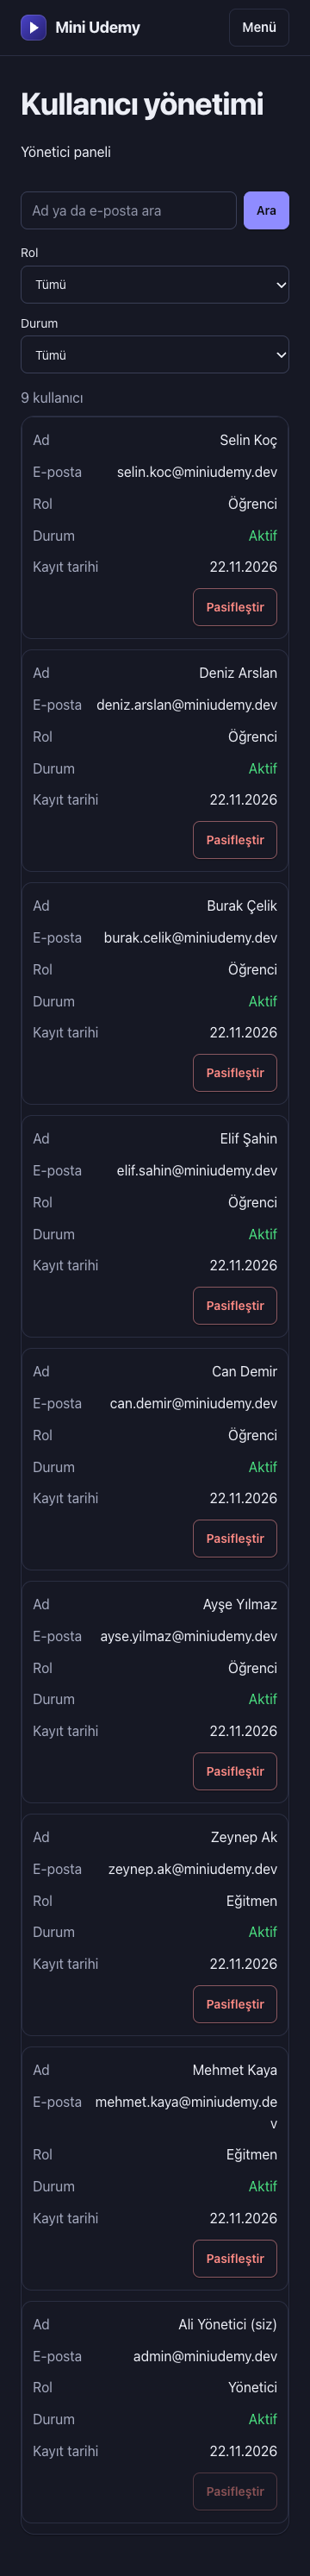 Mini Udemy
Menü
Kullanıcı yönetimi
Yönetici paneli
Ad ya da e-posta ara
Ara
Rol
Tümü
Durum
Tümü
9 kullanıcı
Ad Selin Koç
E-posta selin.koc@miniudemy.dev
Rol Öğrenci
Durum Aktif
Kayıt tarihi 22.11.2026
Pasifleştir
Ad Deniz Arslan
E-posta deniz.arslan@miniudemy.dev
Rol Öğrenci
Durum Aktif
Kayıt tarihi 22.11.2026
Pasifleştir
Ad Burak Çelik
E-posta burak.celik@miniudemy.dev
Rol Öğrenci
Durum Aktif
Kayıt tarihi 22.11.2026
Pasifleştir
Ad Elif Şahin
E-posta elif.sahin@miniudemy.dev
Rol Öğrenci
Durum Aktif
Kayıt tarihi 22.11.2026
Pasifleştir
Ad Can Demir
E-posta can.demir@miniudemy.dev
Rol Öğrenci
Durum Aktif
Kayıt tarihi 22.11.2026
Pasifleştir
Ad Ayşe Yılmaz
E-posta ayse.yilmaz@miniudemy.dev
Rol Öğrenci
Durum Aktif
Kayıt tarihi 22.11.2026
Pasifleştir
Ad Zeynep Ak
E-posta zeynep.ak@miniudemy.dev
Rol Eğitmen
Durum Aktif
Kayıt tarihi 22.11.2026
Pasifleştir
Ad Mehmet Kaya
E-posta mehmet.kaya@miniudemy.de
v
Rol Eğitmen
Durum Aktif
Kayıt tarihi 22.11.2026
Pasifleştir
Ad Ali Yönetici (siz)
E-posta admin@miniudemy.dev
Rol Yönetici
Durum Aktif
Kayıt tarihi 22.11.2026
Pasifleştir